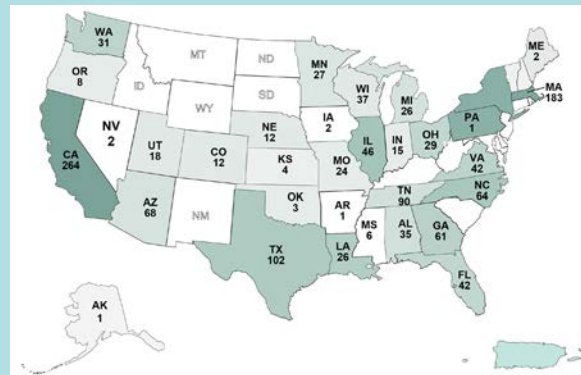 WA
31
MT
ND
MN
27
ME
2
OR
8
ID
SD
WI
37
MI
26
MA
183
WY
NV
2
NE
12
IA
2
PA
1
CA
264
UT
18
CO
12
IL
46
IN
15
OH
29
KS
4
MO
24
VA
42
AZ
68
NM
OK
3
AR
1
TN
90
NC
64
MS
6
AL
35
GA
61
TX
102
LA
26
FL
42
AK
1